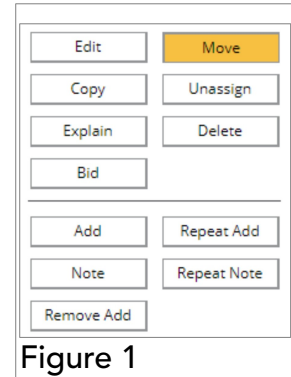 Edit Move
Copy Unassign
Explain Delete
Bid
Add Repeat Add
Note Repeat Note
Remove Add
Figure 1